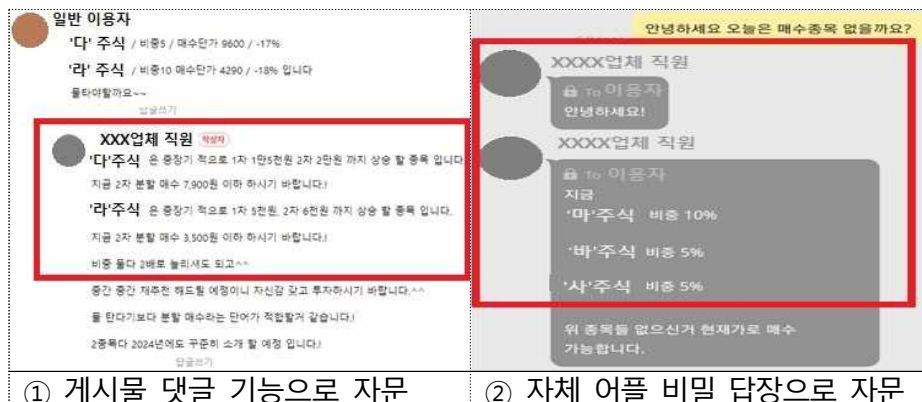 일반 이용자
'다' 주식 / 비중5 / 매수단가 9600 / -17%
'라' 주식 / 비중10 매수단가 4290 / -18% 입니다
물타야할까요~~
답글쓰기
XXX업체 직원 작성자
'다'주식 은 중장기 적으로 1차 1만5천원 2차 2만원 까지 상승 할 종목 입니다
지금 2차 분할 매수 7,900원 이하 하시기 바랍니다.!
'라'주식 은 중장기 적으로 1차 5천원, 2차 6천원 까지 상승 할 종목 입니다.
지금 2차 분할 매수 3,500원 이하 하시기 바랍니다.!
비중 둘다 2배로 늘리셔도 되고^^
중간 중간 재추천 해드릴 예정이니 자신감 갖고 투자하시기 바랍니다.^^
물 탄다기보다 분할 매수라는 단어가 적합할거 같습니다.!
2종목다 2024년에도 꾸준히 소개 할 예정 입니다.!
답글쓰기
① 게시물 댓글 기능으로 자문
안녕하세요 오늘은 매수종목 없을까요?
XXXX업체 직원
To 이용자
안녕하세요!
XXXX업체 직원
To 이용자
지금
'마'주식 비중 10%
'바'주식 비중 5%
'사'주식 비중 5%
위 종목들 없으신거 현재가로 매수
가능합니다.
② 자체 어플 비밀 답장으로 자문